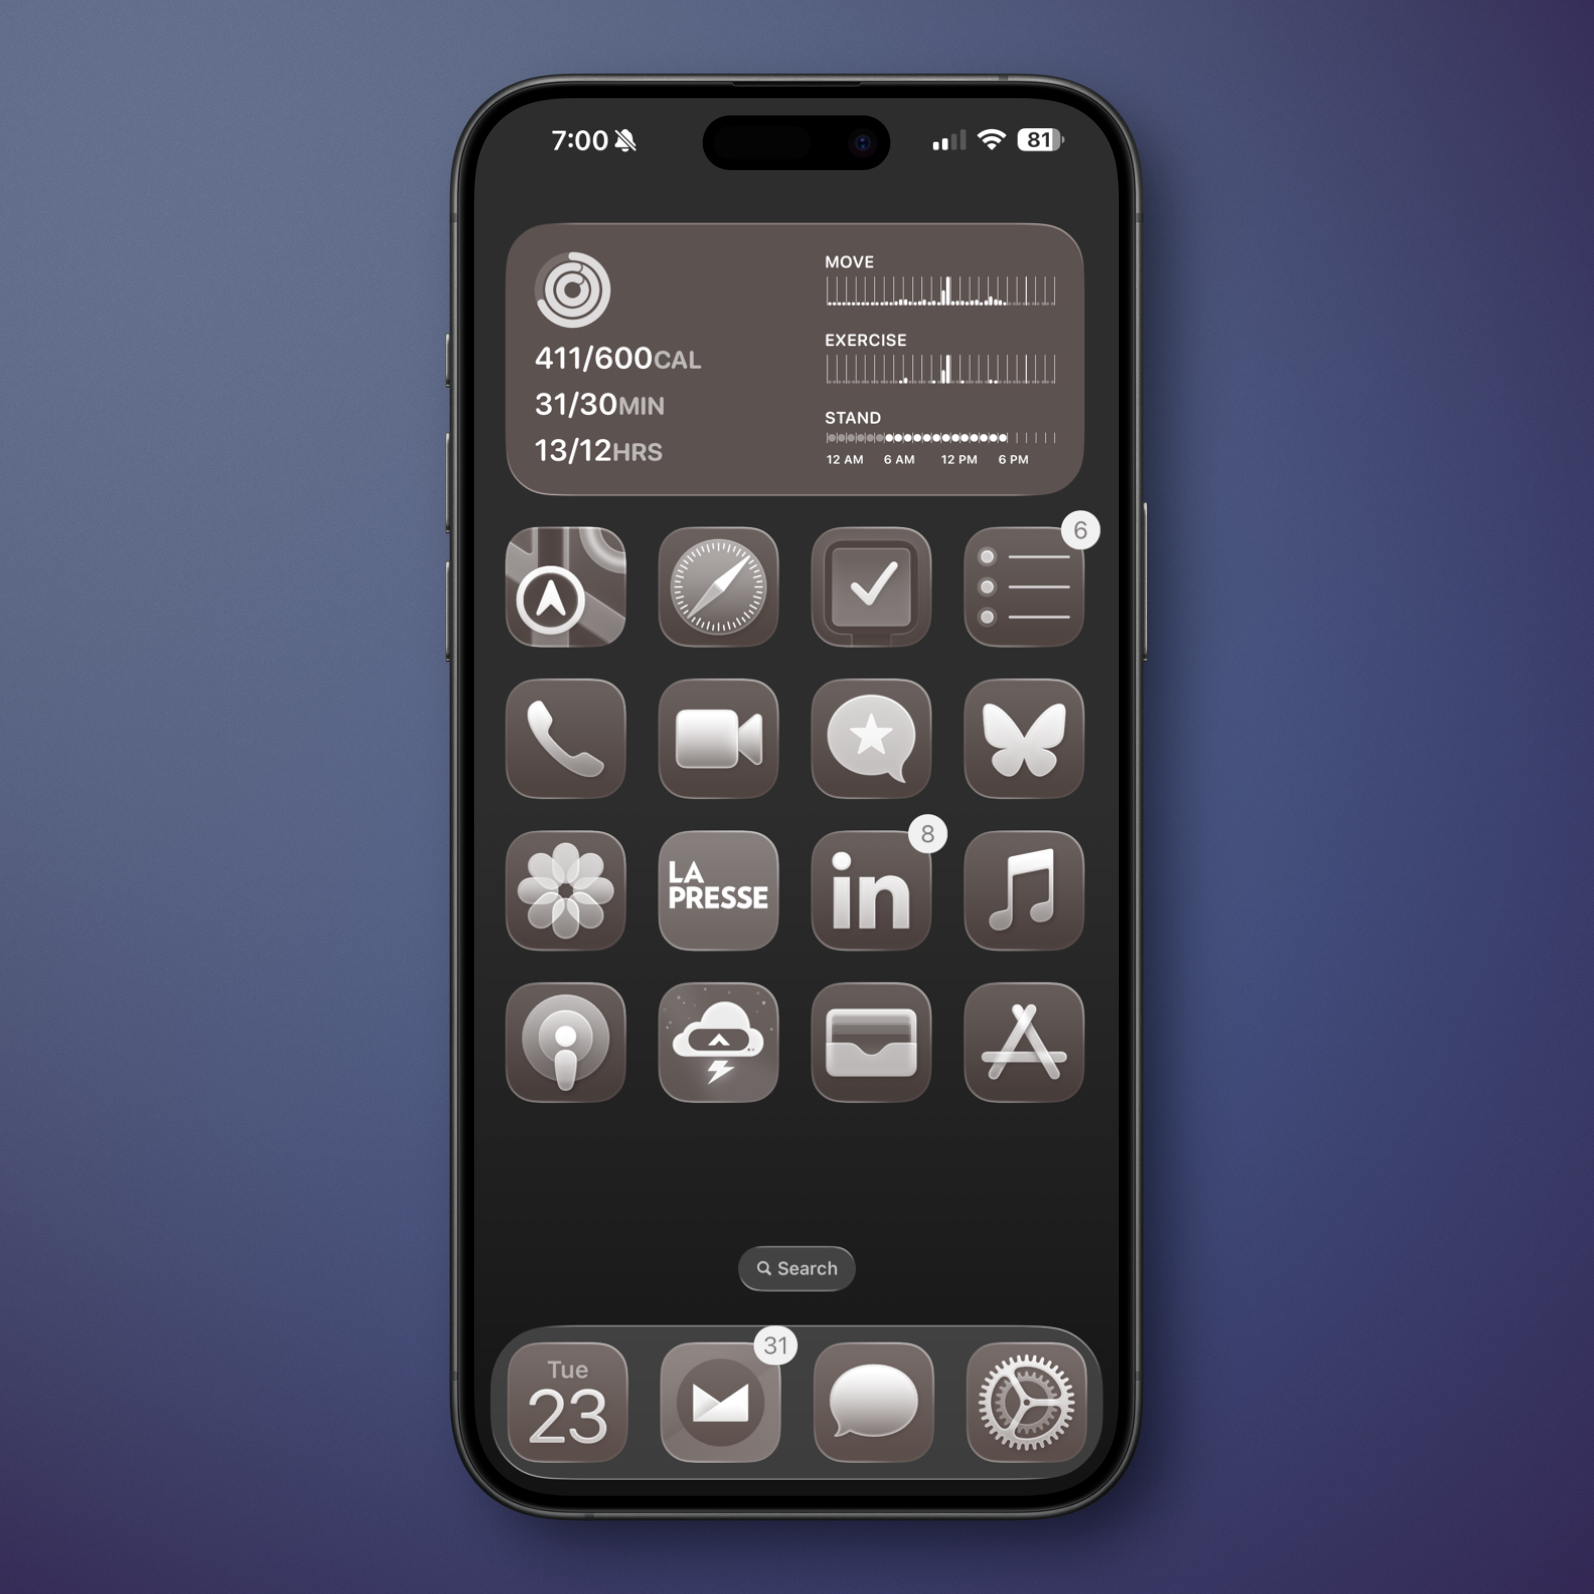 7:00
81
MOVE
411/600CAL
EXERCISE
31/30MIN
STAND
13/12HRS
12 AM 6 AM 12 PM 6 PM
6
LA
PRESSE
in
8
Search
Tue
23
31